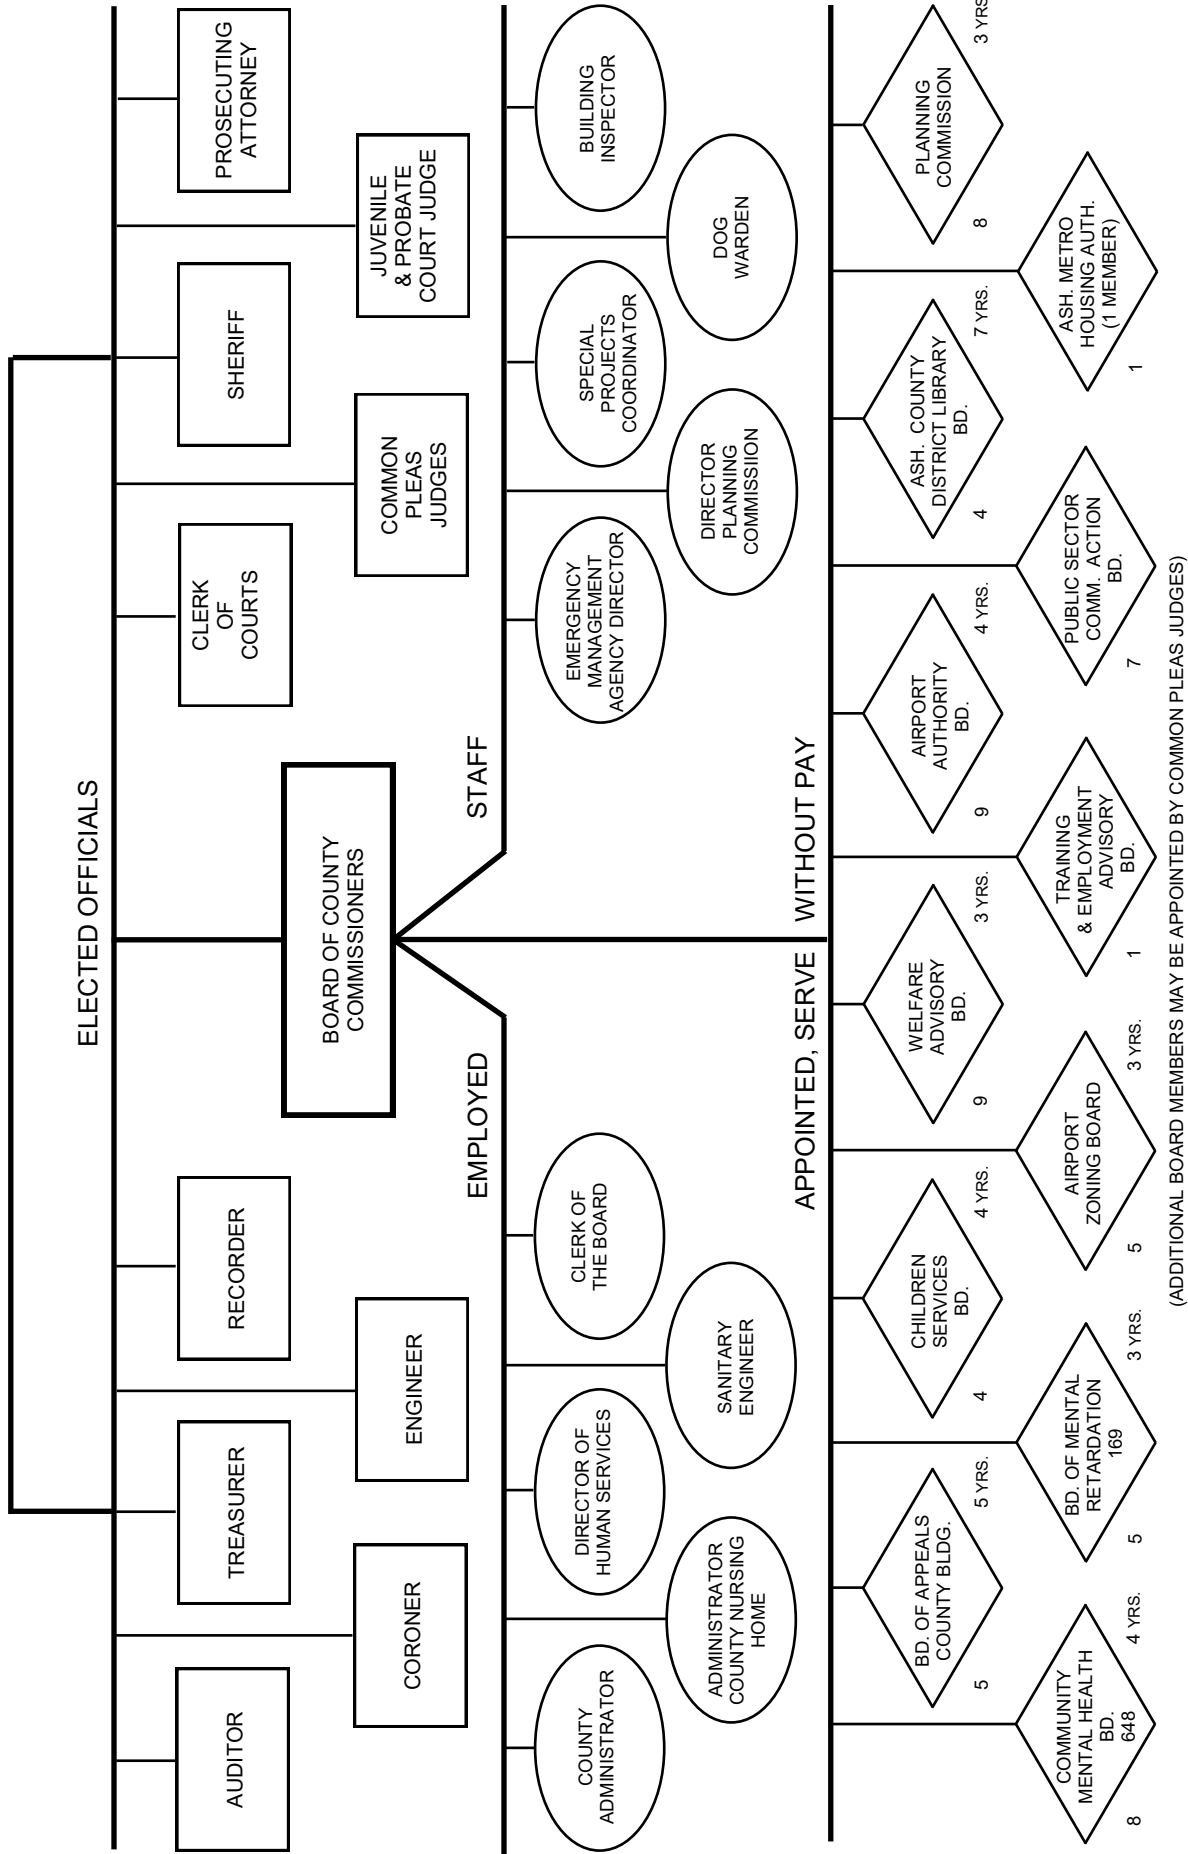 ELECTED OFFICIALS
AUDITOR
TREASURER
RECORDER
CLERK
OF
COURTS
SHERIFF
PROSECUTING
ATTORNEY
CORONER
ENGINEER
BOARD OF COUNTY
COMMISSIONERS
COMMON
PLEAS
JUDGES
JUVENILE
& PROBATE
COURT JUDGE
EMPLOYED
STAFF
COUNTY
ADMINISTRATOR
DIRECTOR OF
HUMAN SERVICES
CLERK OF
THE BOARD
EMERGENCY
MANAGEMENT
AGENCY DIRECTOR
SPECIAL
PROJECTS
COORDINATOR
BUILDING
INSPECTOR
ADMINISTRATOR
COUNTY NURSING
HOME
SANITARY
ENGINEER
DIRECTOR
PLANNING
COMMISSION
DOG
WARDEN
APPOINTED, SERVE WITHOUT PAY
BD. OF APPEALS
COUNTY BLDG.
5
5 YRS.
CHILDREN
SERVICES
BD.
4
4 YRS.
WELFARE
ADVISORY
BD.
9
3 YRS.
AIRPORT
AUTHORITY
BD.
9
4 YRS.
ASH. COUNTY
DISTRICT LIBRARY
BD.
4
7 YRS.
PLANNING
COMMISSION
8
3 YRS
COMMUNITY
MENTAL HEALTH
BD.
648
8
4 YRS.
BD. OF MENTAL
RETARDATION
169
5
3 YRS.
AIRPORT
ZONING BOARD
5
3 YRS.
TRAINING
& EMPLOYMENT
ADVISORY
BD.
1
PUBLIC SECTOR
COMM. ACTION
BD.
7
ASH. METRO
HOUSING AUTH.
(1 MEMBER)
1
(ADDITIONAL BOARD MEMBERS MAY BE APPOINTED BY COMMON PLEAS JUDGES)